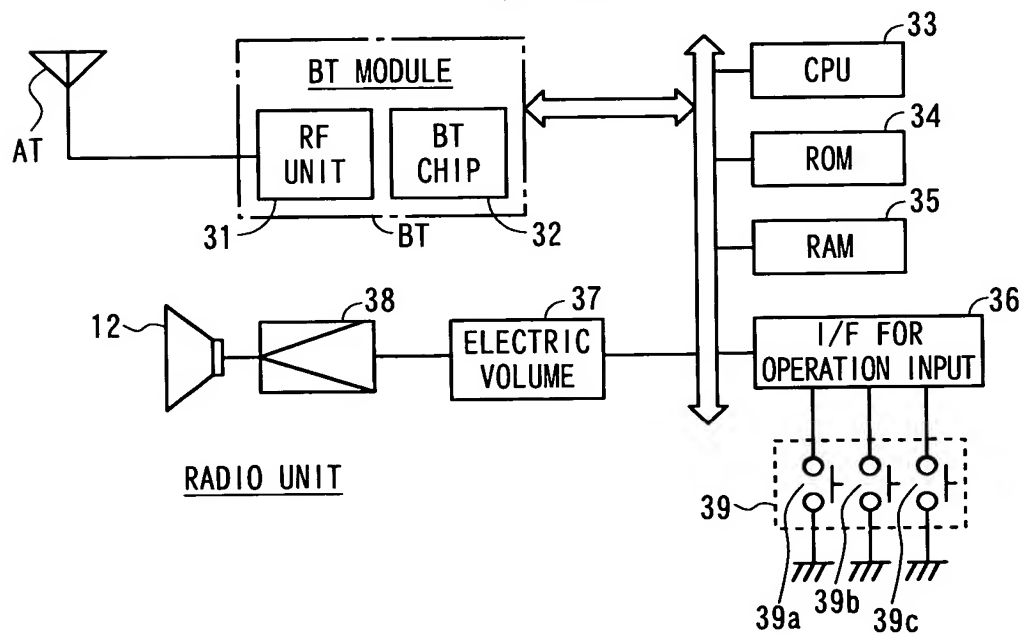 33
BT MODULE
CPU
RF
UNIT
BT
CHIP
34
ROM
AT
31
BT
32
35
RAM
12
38
37
ELECTRIC
VOLUME
36
I/F FOR
OPERATION INPUT
RADIO UNIT
39
39a
39b
39c